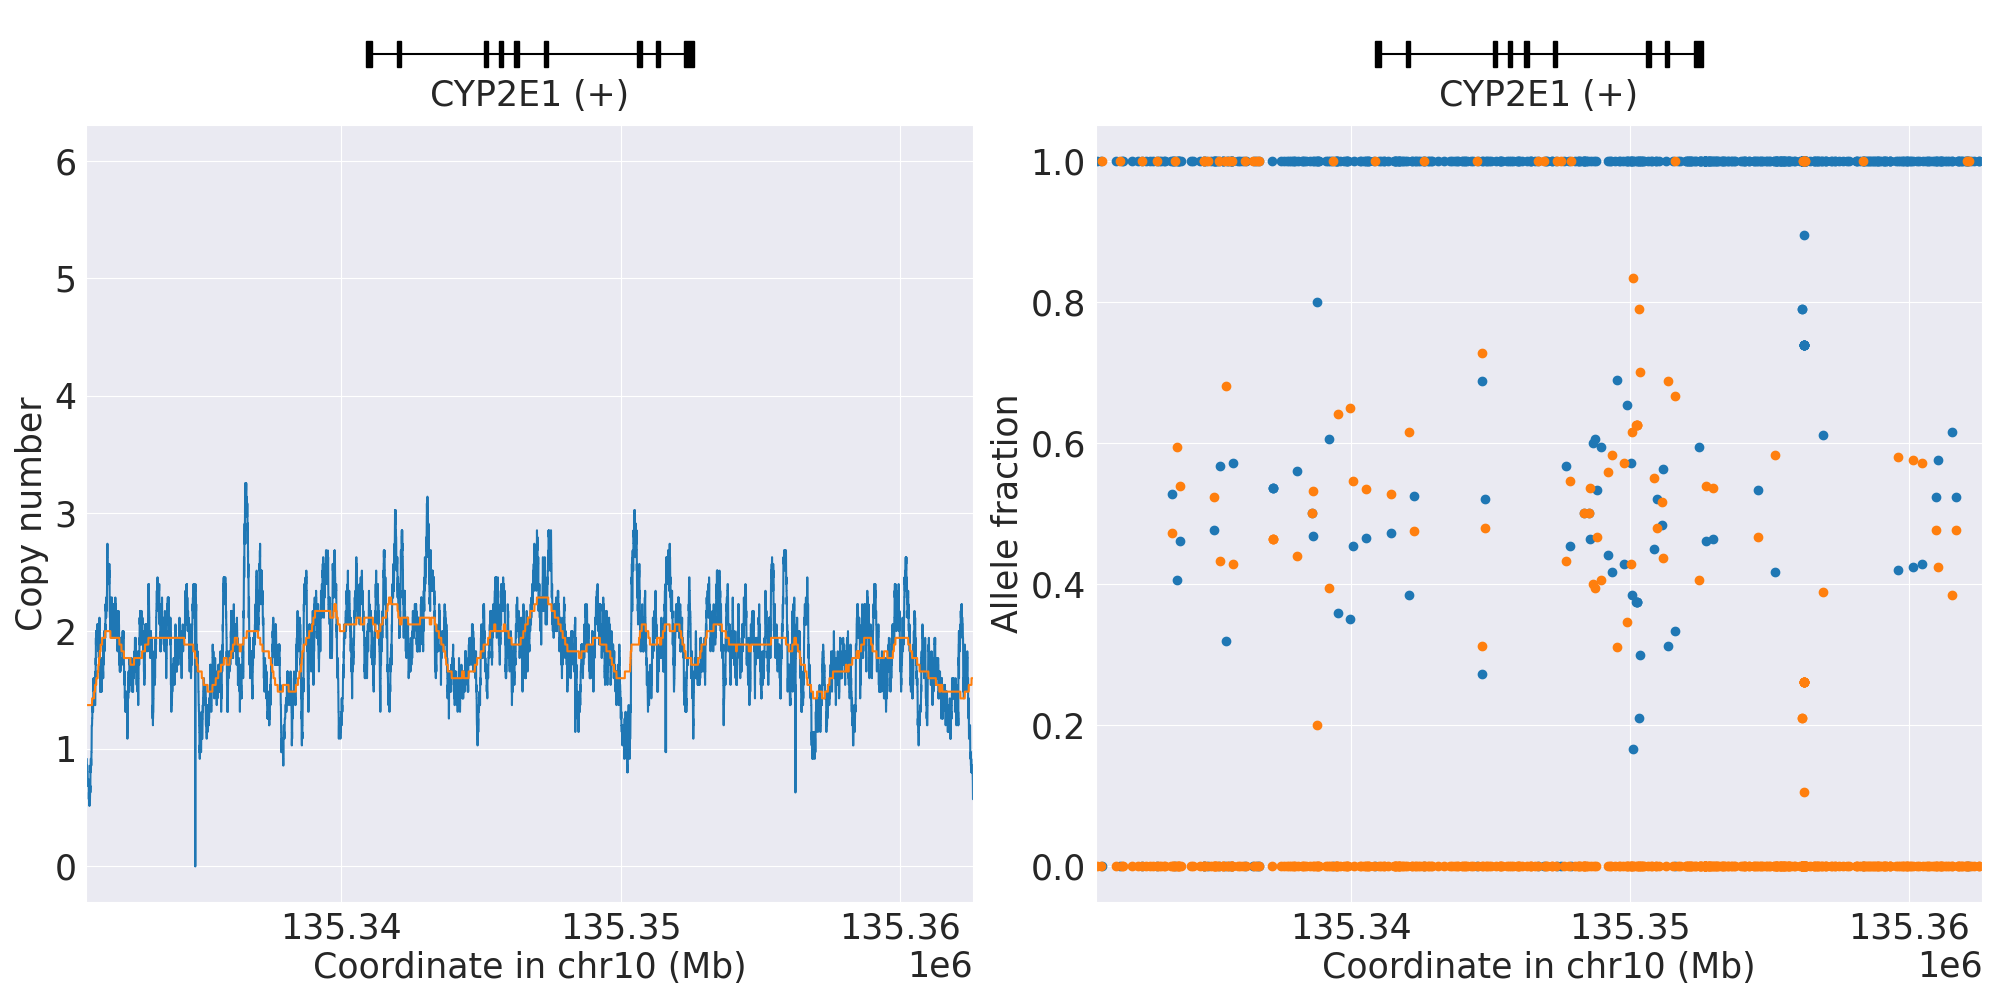 CYP2E1 (+)
6
5
4
3
2
1
0
Copy number
135.34
135.35
135.36
Coordinate in chr10 (Mb)
1e6
CYP2E1 (+)
1.0
0.8
0.6
0.4
0.2
0.0
Allele fraction
135.34
135.35
135.36
Coordinate in chr10 (Mb)
1e6